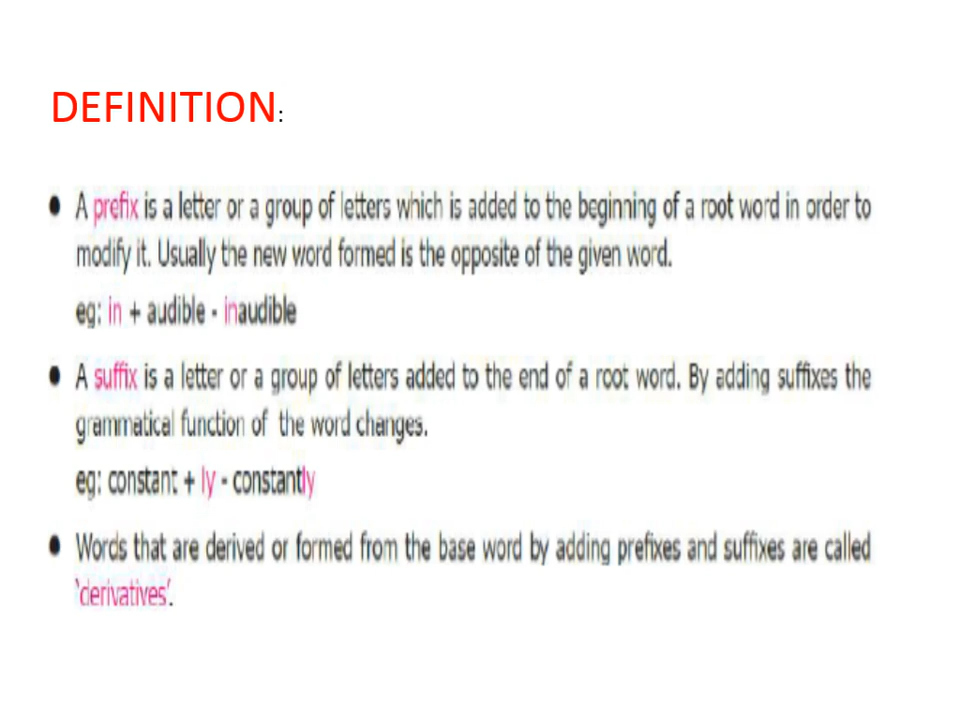 DEFINITION:
● A prefix is a letter or a group of letters which is added to the beginning of a root word in order to
modify it. Usually the new word formed is the opposite of the given word.
eg: in + audible - inaudible
● A suffix is a letter or a group of letters added to the end of a root word. By adding suffixes the
grammatical function of the word changes.
eg: constant + ly - constantly
● Words that are derived or formed from the base word by adding prefixes and suffixes are called
‘derivatives’.